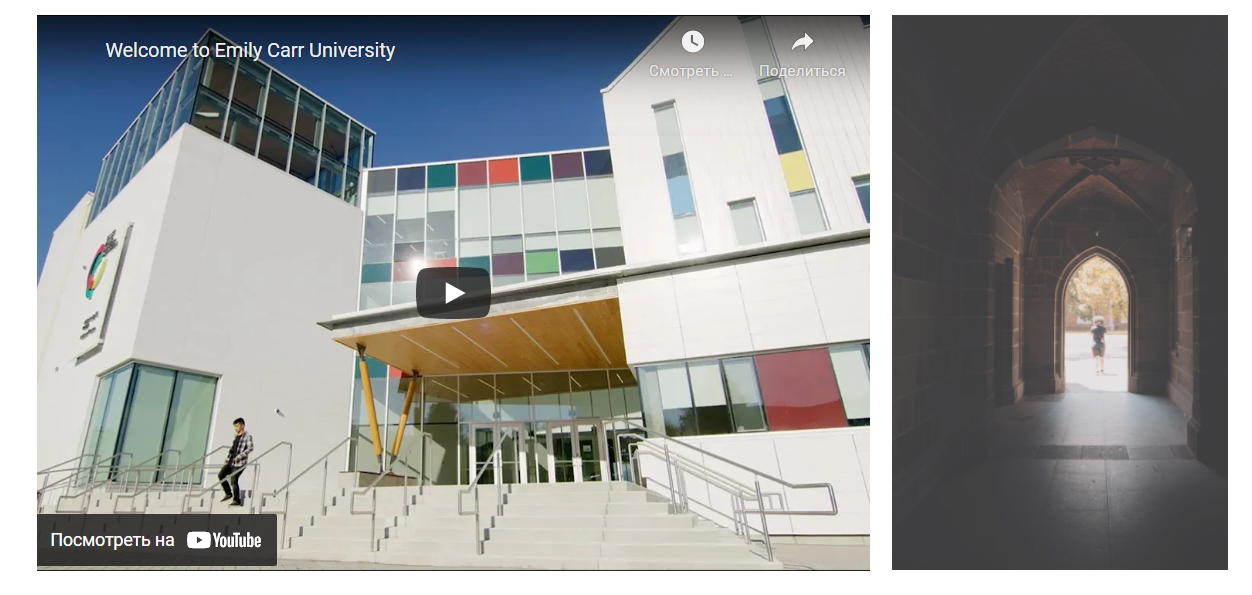 Welcome to Emily Carr University
Смотреть ...
Поделиться
Посмотреть на YouTube